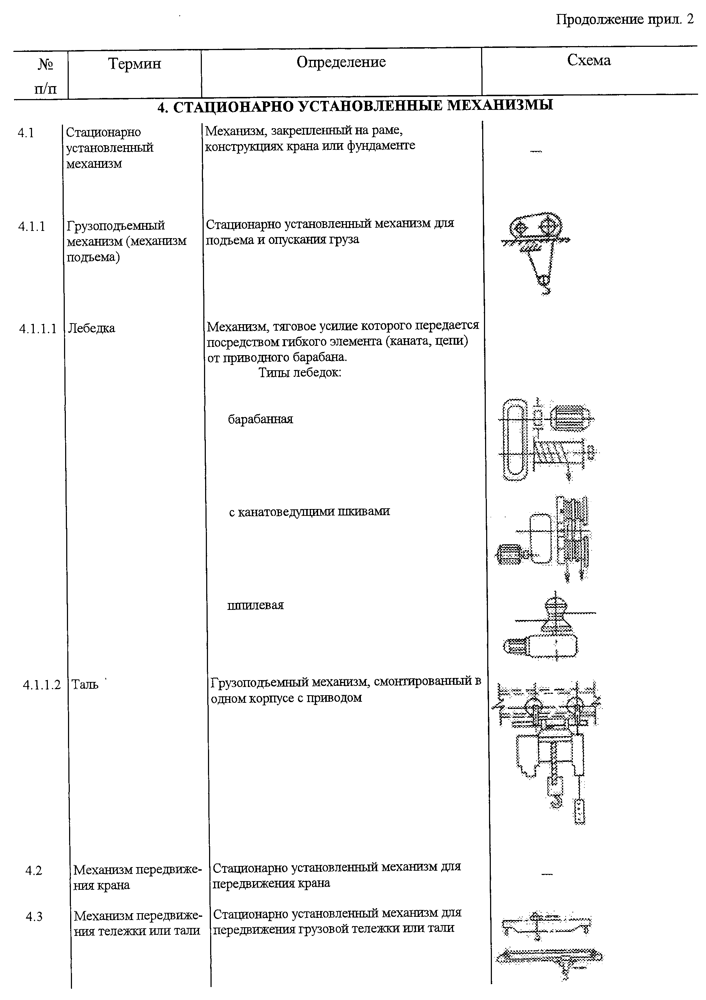 Продолжение прил. 2
№ п/п
Термин
Определение
Схема
4. СТАЦИОНАРНО УСТАНОВЛЕННЫЕ МЕХАНИЗМЫ
4.1
Стационарно
установленный
механизм
Механизм, закрепленный на раме,
конструкциях крана или фундаменте
–
4.1.1
Грузоподъемный
механизм (механизм
подъема)
Стационарно установленный механизм для
подъема и опускания груза
4.1.1.1
Лебедка
Механизм, тяговое усилие которого передается
посредством гибкого элемента (каната, цепи)
от приводного барабана.
Типы лебедок:
барабанная
с канатоведущими шкивами
шпилевая
4.1.1.2
Таль
Грузоподъемный механизм, смонтированный в
одном корпусе с приводом
4.2
Механизм передвиже-
ния крана
Стационарно установленный механизм для
передвижения крана
–
4.3
Механизм передвиже-
ния тележки или тали
Стационарно установленный механизм для
передвижения грузовой тележки или тали